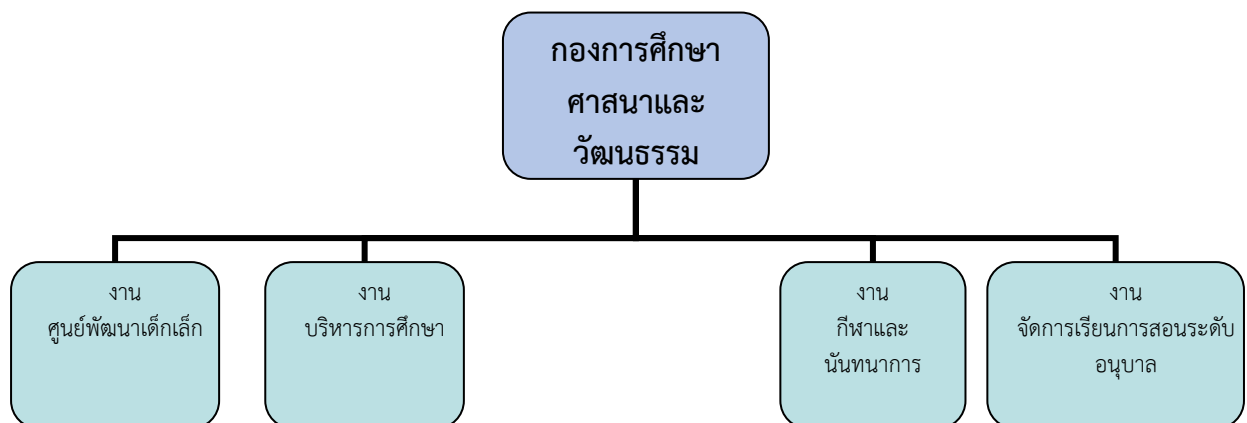 กองการศึกษา
ศาสนาและ
วัฒนธรรม
งาน
ศูนย์พัฒนาเด็กเล็ก
งาน
บริหารการศึกษา
งาน
กีฬาและ
นันทนาการ
งาน
จัดการเรียนการสอนระดับ
อนุบาล